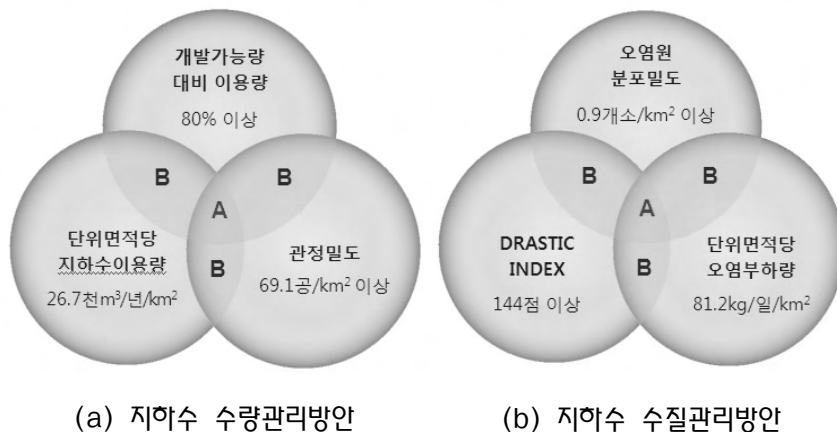 개발가능량
대비 이용량
80% 이상
B
B
A
단위면적당
지하수이용량
26.7천m³/년/km²
B
관정밀도
69.1공/km² 이상
(a) 지하수 수량관리방안
오염원
분포밀도
0.9개소/km² 이상
B
B
A
DRASTIC
INDEX
144점 이상
B
단위면적당
오염부하량
81.2kg/일/km²
(b) 지하수 수질관리방안